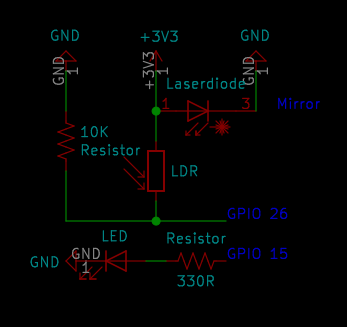 GND
+3V3
GND
GND
1
+3V3
1
GND
1
Laserdiode
1
3
Mirror
10K
Resistor
LDR
GPIO 26
LED
Resistor
GND
GND
1
GPIO 15
330R